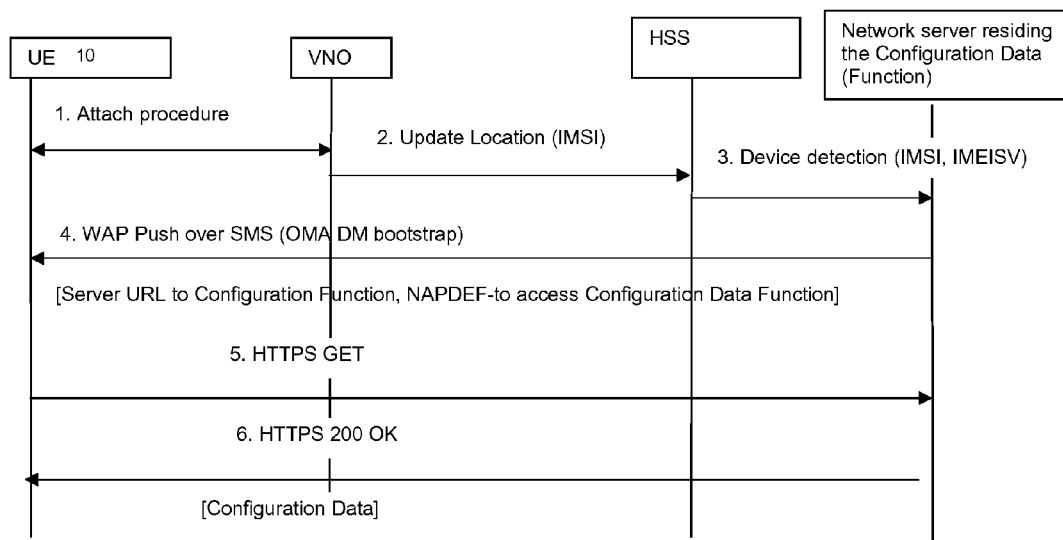 UE 10
VNO
HSS
Network server residing
the Configuration Data
(Function)
1. Attach procedure
2. Update Location (IMSI)
3. Device detection (IMSI, IMEISV)
4. WAP Push over SMS (OMA DM bootstrap)
[Server URL to Configuration Function, NAPDEF-to access Configuration Data Function]
5. HTTPS GET
6. HTTPS 200 OK
[Configuration Data]